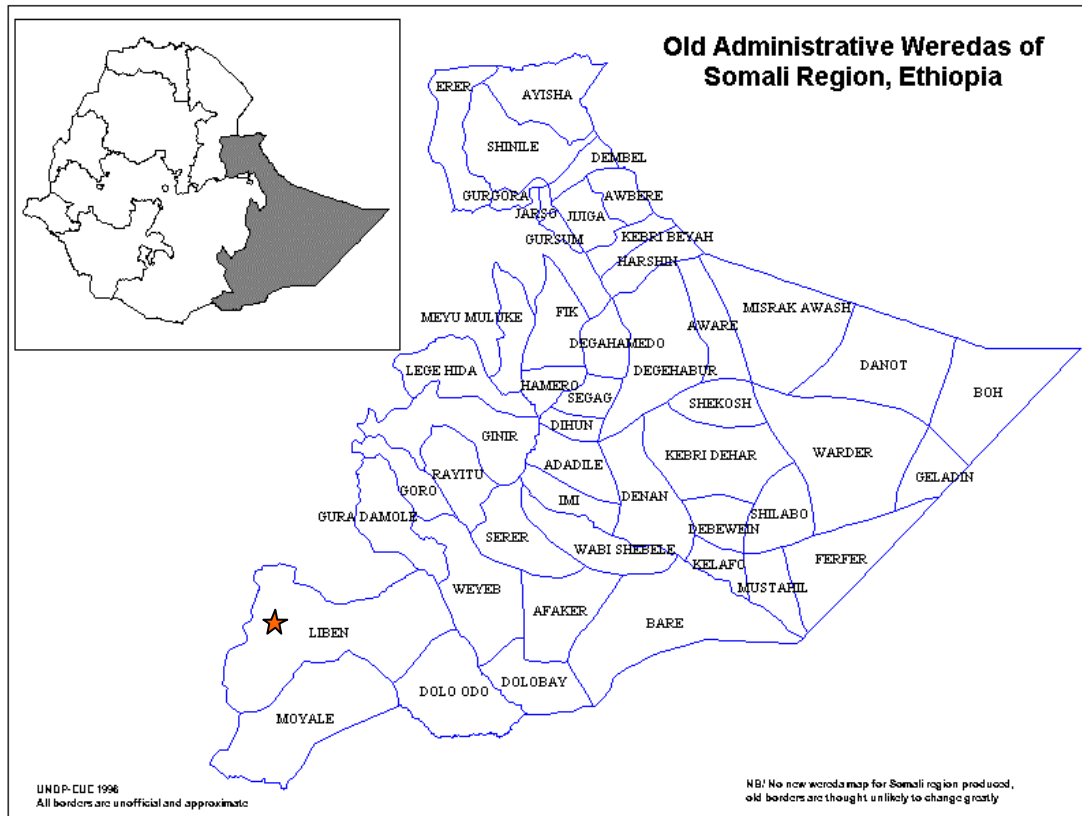 Old Administrative Weredas of
Somali Region, Ethiopia
ERER
AYISHA
SHINILE
DEMBEL
GURGORA
AWBERE
JARSO
JIJIGA
GURSUM
KEBRI BEYAH
HARSHIN
MISRAK AWASH
FIK
MEYU MULUKE
AWARE
DEGAHAMEDO
DANOT
LEGE HIDA
DEGEHABUR
HAMERO
BOH
SEGAG
SHEKOSH
DIHUN
GINIR
WARDER
KEBRI DEHAR
ADADILE
RAYITU
GELADIN
GORO
IMI
DENAN
SHILABO
GURA DAMOLE
DEBEWEIN
SERER
WABI SHEBELE
FERFER
KELAFO
MUSTAHIL
WEYEB
AFAKER
BARE
LIBEN
DOLOBAY
DOLO ODO
MOYALE
UNDP-EUE 1996
All borders are unofficial and approximate
NB/ No new wereda map for Somali region produced,
old borders are thought unlikely to change greatly